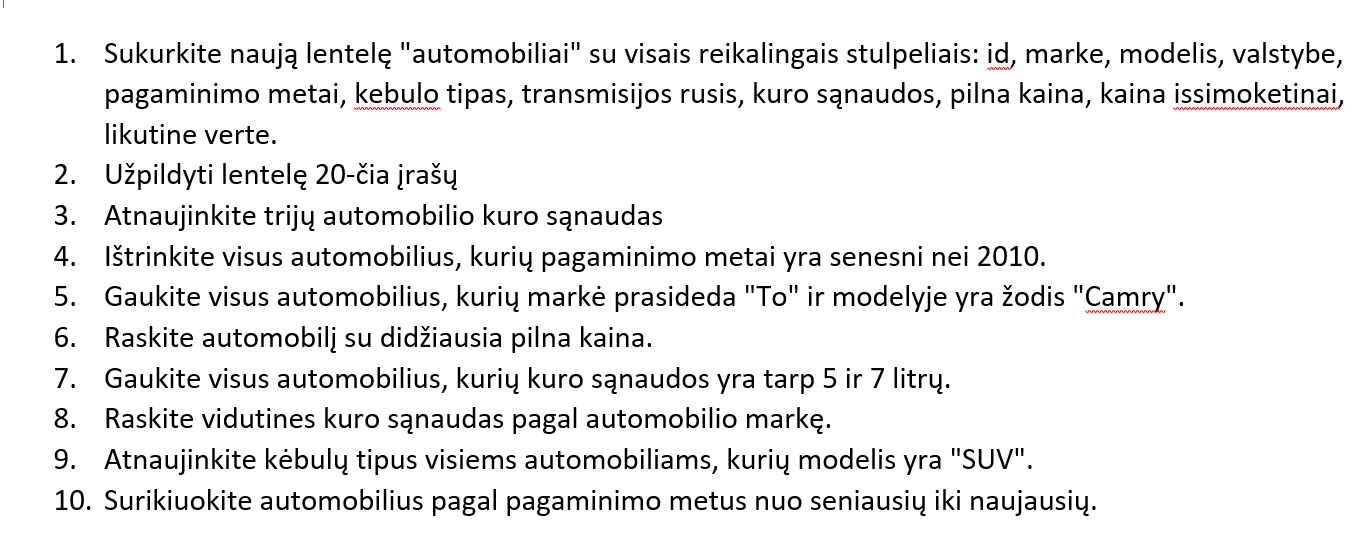 1. Sukurkite naują lentelę "automobiliai" su visais reikalingais stulpeliais: id, marke, modelis, valstybe,
pagaminimo metai, kebulo tipas, transmisijos rusis, kuro sąnaudos, pilna kaina, kaina issimoketinai,
likutine verte.
2. Užpildyti lentelę 20-čia įrašų
3. Atnaujinkite trijų automobilio kuro sąnaudas
4. Ištrinkite visus automobilius, kurių pagaminimo metai yra senesni nei 2010.
5. Gaukite visus automobilius, kurių markė prasideda "To" ir modelyje yra žodis "Camry".
6. Raskite automobilį su didžiausia pilna kaina.
7. Gaukite visus automobilius, kurių kuro sąnaudos yra tarp 5 ir 7 litrų.
8. Raskite vidutines kuro sąnaudas pagal automobilio markę.
9. Atnaujinkite kėbulų tipus visiems automobiliams, kurių modelis yra "SUV".
10. Surikiuokite automobilius pagal pagaminimo metus nuo seniausių iki naujausių.